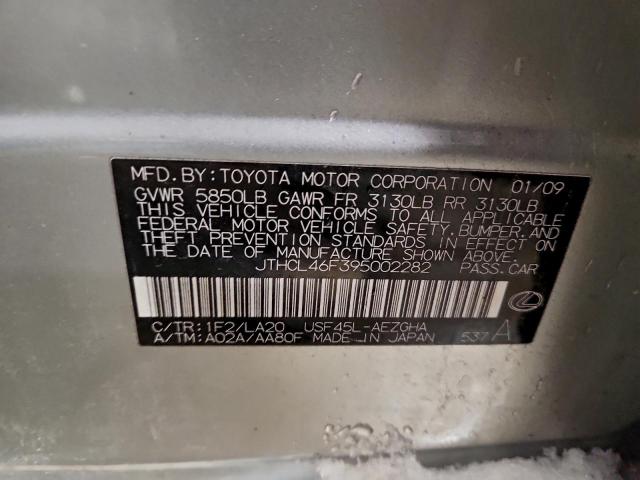 MFD.BY:TOYOTA MOTOR CORPORATION 01/09
GVWR 5850LB GAWR FR 3130LB RR 3130LB
THIS VEHICLE CONFORMS TO ALL APPLICABLE
FEDERAL MOTOR VEHICLE SAFETY,BUMPER,AND
THEFT PREVENTION STANDARDS IN EFFECT ON
THE DATE OF MANUFACTURE SHOWN ABOVE.
JTHCL46F395002282 PASS.CAR
C/TR:1F2/LA20 USF45L-AEZGHA
A/TM:A02A/AA80F MADE IN JAPAN 537 A